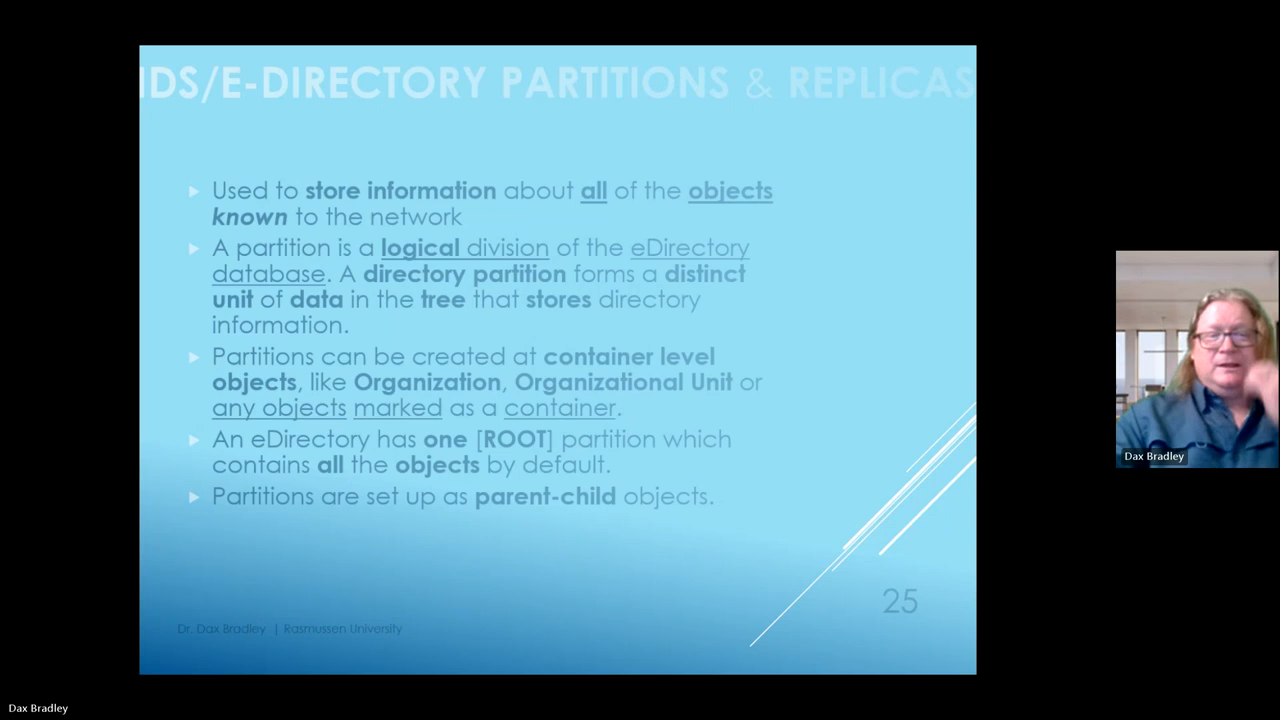 NDS/E-DIRECTORY PARTITIONS & REPLICAS
Used to store information about all of the objects
known to the network
A partition is a logical division of the eDirectory
database. A directory partition forms a distinct
unit of data in the tree that stores directory
information.
Partitions can be created at container level
objects, like Organization, Organizational Unit or
any objects marked as a container.
An eDirectory has one [ROOT] partition which
contains all the objects by default.
Partitions are set up as parent-child objects.
25
Dr. Dax Bradley | Rasmussen University
Dax Bradley
Dax Bradley